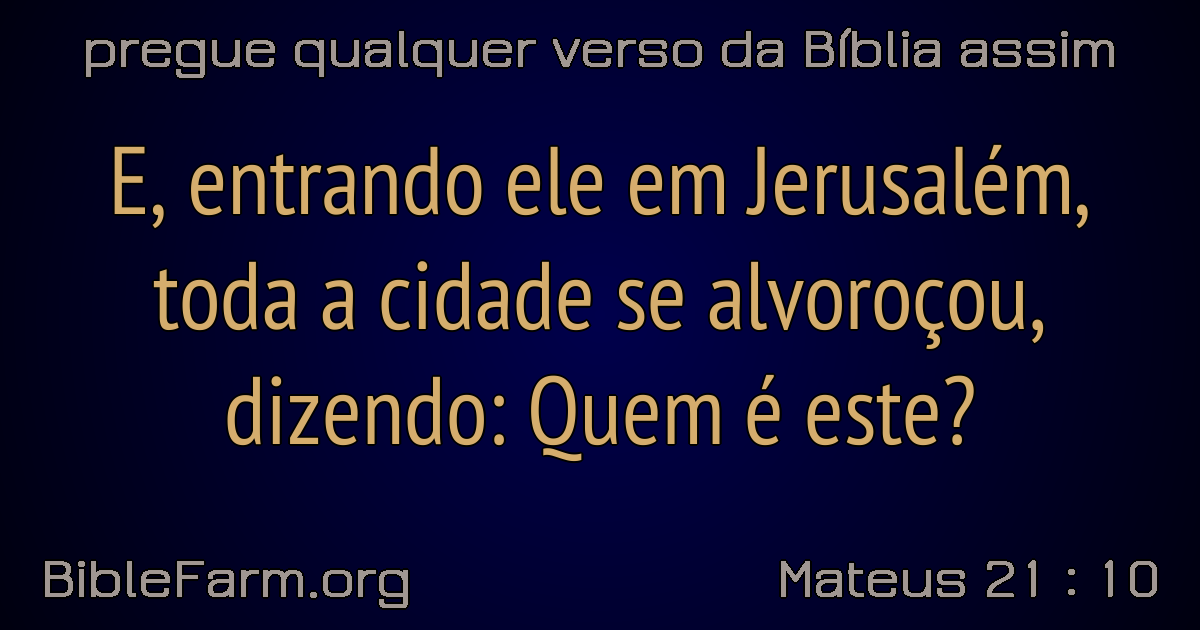 pregue qualquer verso da Bíblia assim
E, entrando ele em Jerusalém,
toda a cidade se alvoroçou,
dizendo: Quem é este?
BibleFarm.org
Mateus 21 : 10